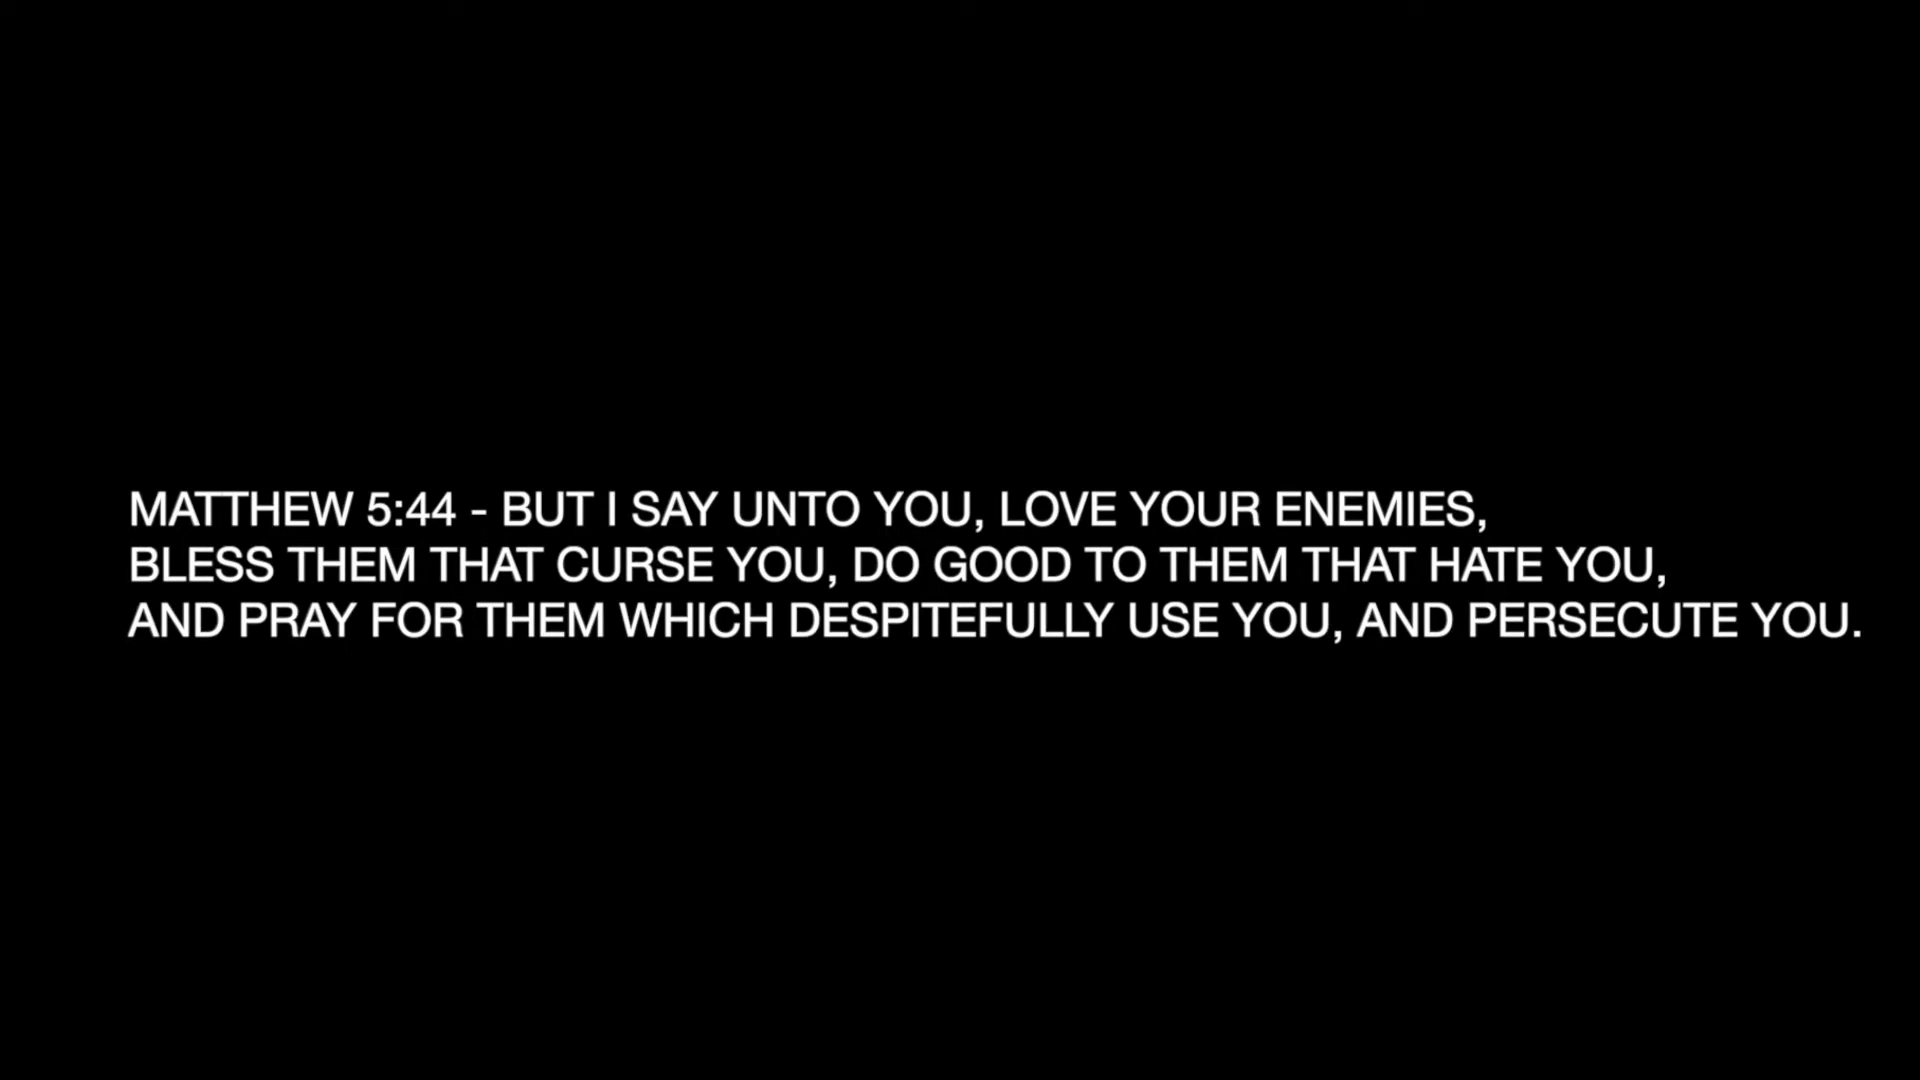 MATTHEW 5:44 - BUT I SAY UNTO YOU, LOVE YOUR ENEMIES,
BLESS THEM THAT CURSE YOU, DO GOOD TO THEM THAT HATE YOU,
AND PRAY FOR THEM WHICH DESPITEFULLY USE YOU, AND PERSECUTE YOU.